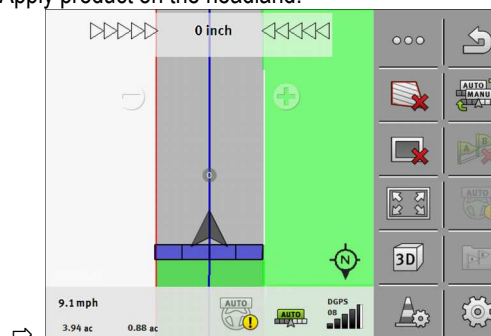 Apply product on the headland.
0 inch
AUTO
MANU
A B
AUTO
0
N
3D
9.1 mph
AUTO
AUTO
DGPS
08
3.94 ac
0.88 ac